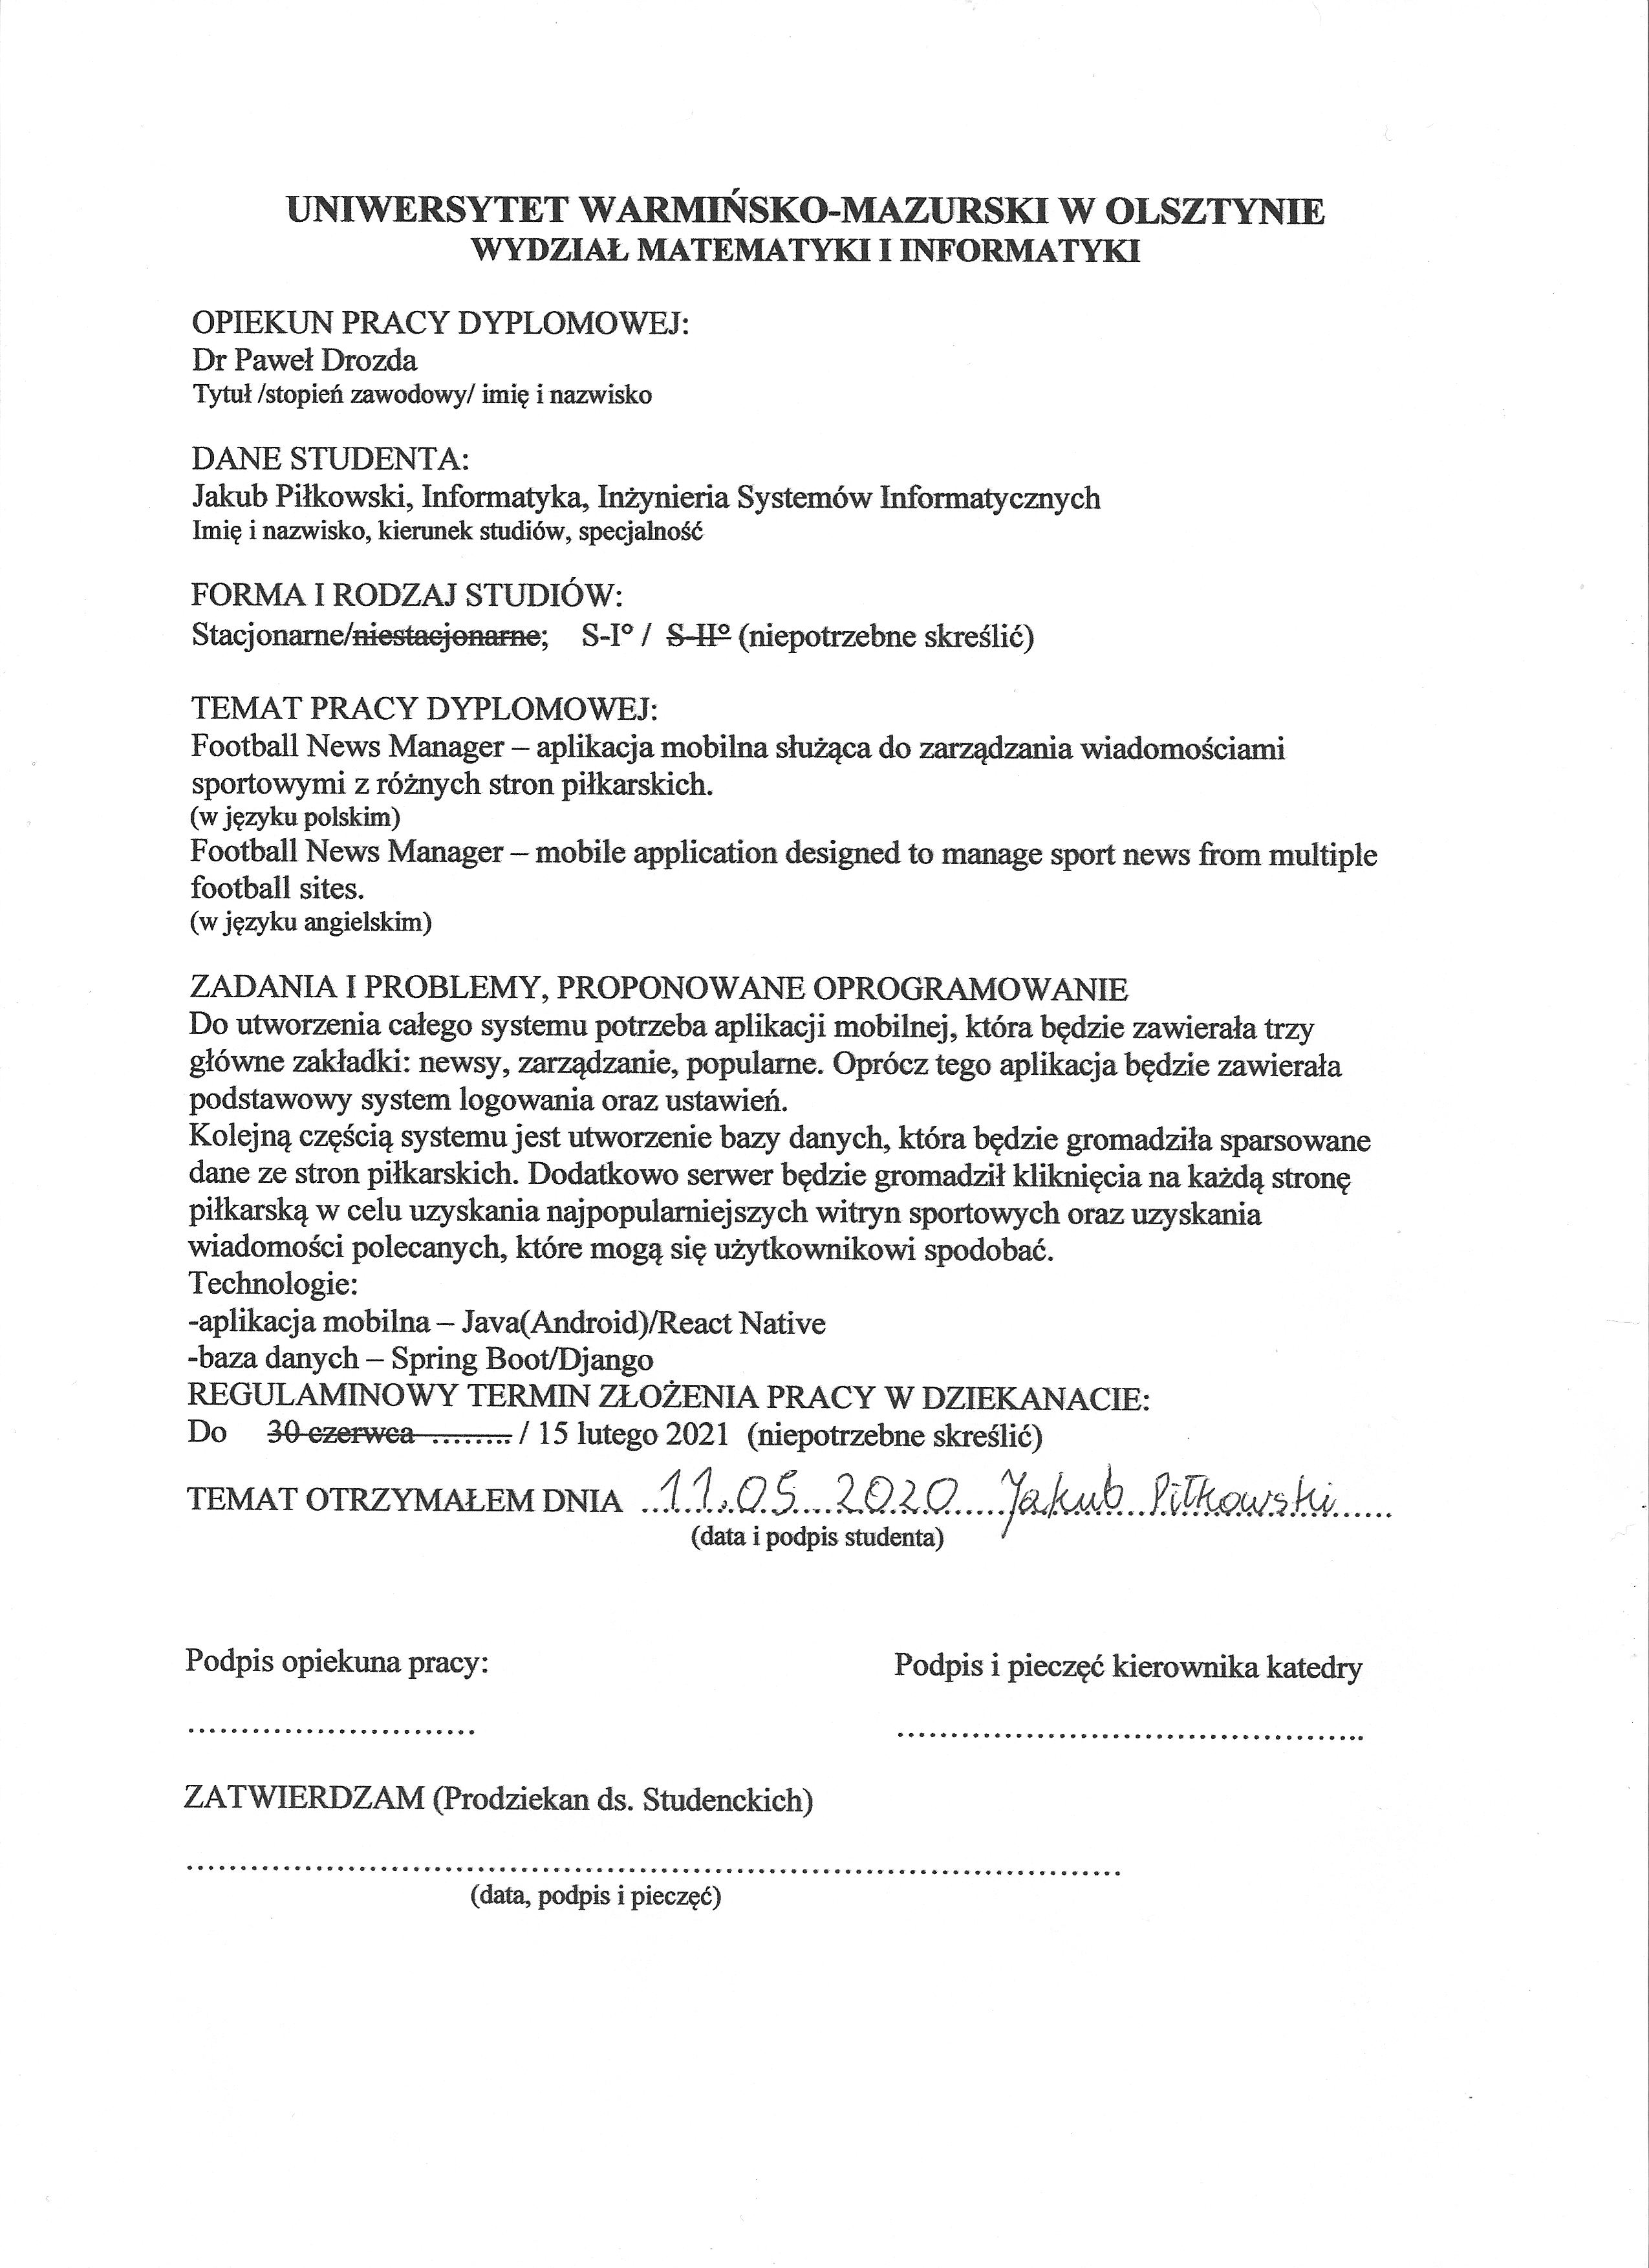 UNIWERSYTET WARMIŃSKO-MAZURSKI W OLSZTYNIE
WYDZIAŁ MATEMATYKI I INFORMATYKI
OPIEKUN PRACY DYPLOMOWEJ:
Dr Paweł Drozda
Tytuł /stopień zawodowy/ imię i nazwisko
DANE STUDENTA:
Jakub Piłkowski, Informatyka, Inżynieria Systemów Informatycznych
Imię i nazwisko, kierunek studiów, specjalność
FORMA I RODZAJ STUDIÓW:
Stacjonarne/niestacjonarne; S-I° / S-II° (niepotrzebne skreślić)
TEMAT PRACY DYPLOMOWEJ:
Football News Manager – aplikacja mobilna służąca do zarządzania wiadomościami
sportowymi z różnych stron piłkarskich.
(w języku polskim)
Football News Manager – mobile application designed to manage sport news from multiple
football sites.
(w języku angielskim)
ZADANIA I PROBLEMY, PROPONOWANE OPROGRAMOWANIE
Do utworzenia całego systemu potrzeba aplikacji mobilnej, która będzie zawierała trzy
główne zakładki: newsy, zarządzanie, popularne. Oprócz tego aplikacja będzie zawierała
podstawowy system logowania oraz ustawień.
Kolejną częścią systemu jest utworzenie bazy danych, która będzie gromadziła sparsowane
dane ze stron piłkarskich. Dodatkowo serwer będzie gromadził kliknięcia na każdą stronę
piłkarską w celu uzyskania najpopularniejszych witryn sportowych oraz uzyskania
wiadomości polecanych, które mogą się użytkownikowi spodobać.
Technologie:
-aplikacja mobilna – Java(Android)/React Native
-baza danych – Spring Boot/Django
REGULAMINOWY TERMIN ZŁOŻENIA PRACY W DZIEKANACIE:
Do 30 czerwca ......... / 15 lutego 2021 (niepotrzebne skreślić)
TEMAT OTRZYMAŁEM DNIA 11.05.2020 Jakub Piłkowski
(data i podpis studenta)
Podpis opiekuna pracy: Podpis i pieczęć kierownika katedry
........................... ............................................
ZATWIERDZAM (Prodziekan ds. Studenckich)
........................................................................................
(data, podpis i pieczęć)